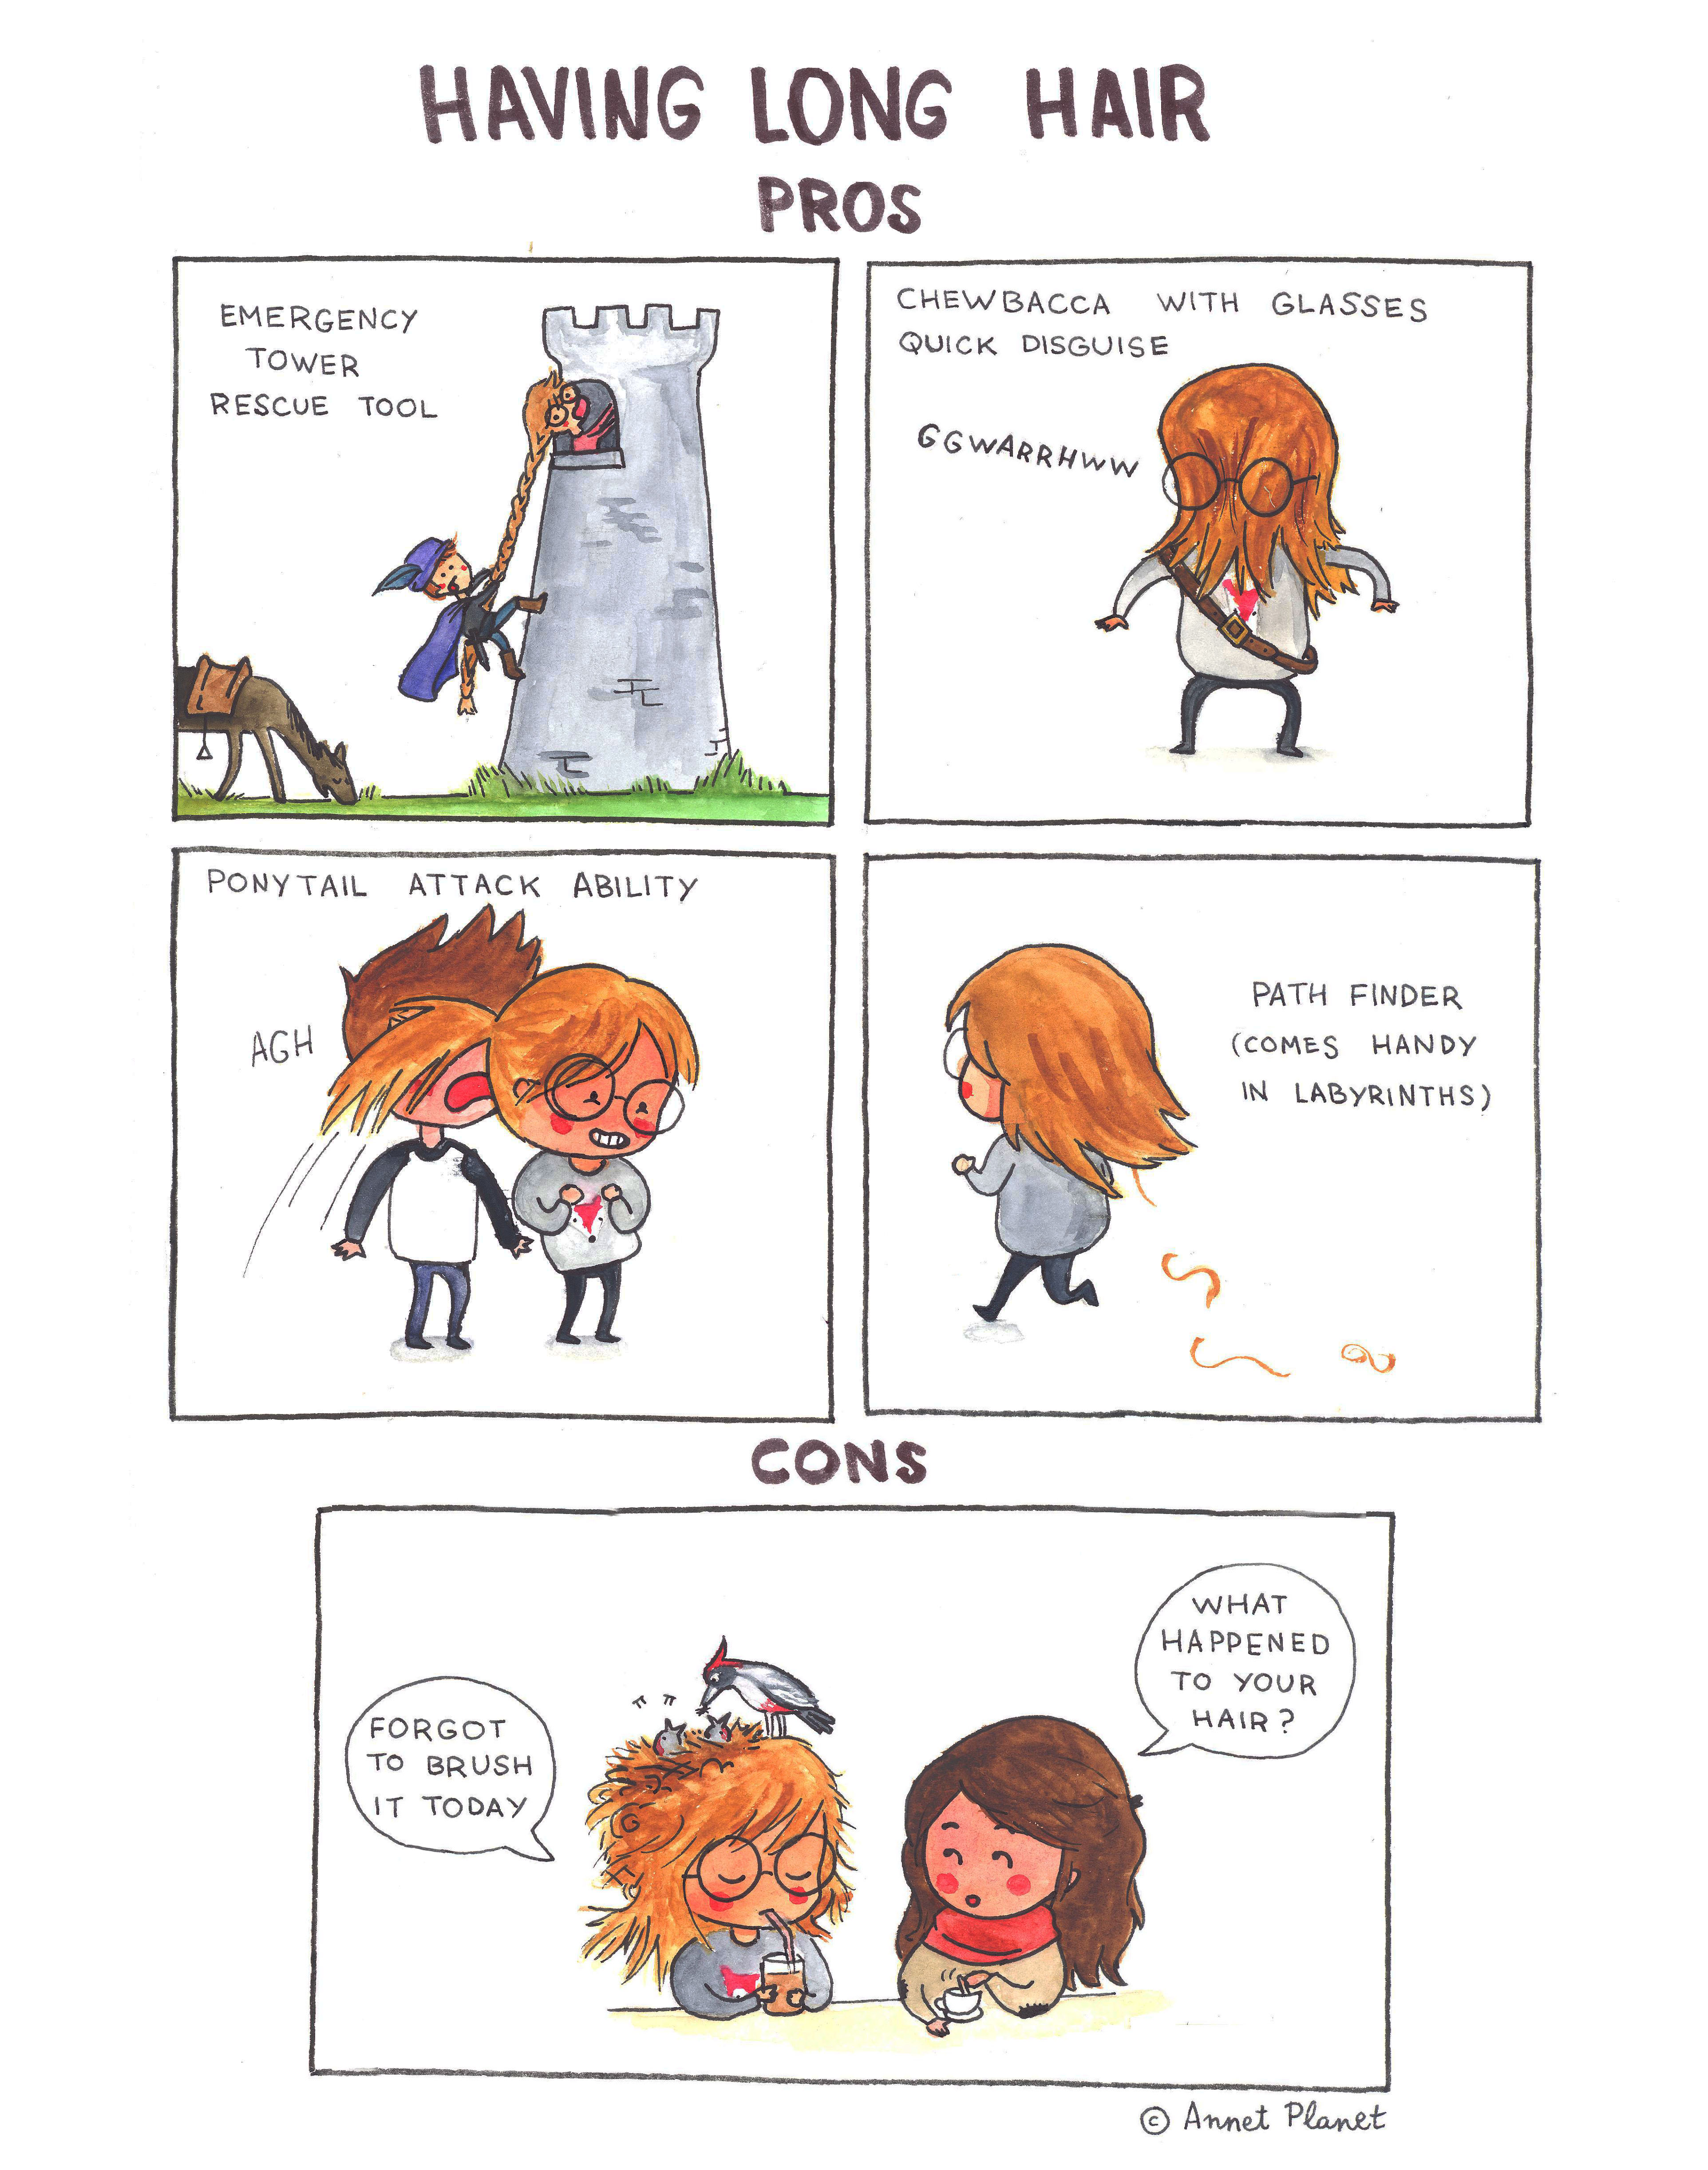 HAVING LONG HAIR
PROS
EMERGENCY
TOWER
RESCUE TOOL
CHEWBACCA WITH GLASSES
QUICK DISGUISE
GGWARRHWW
PONYTAIL ATTACK ABILITY
AGH
PATH FINDER
(COMES HANDY
IN LABYRINTHS)
CONS
WHAT
HAPPENED
TO YOUR
HAIR?
FORGOT
TO BRUSH
IT TODAY
© Annet Planet